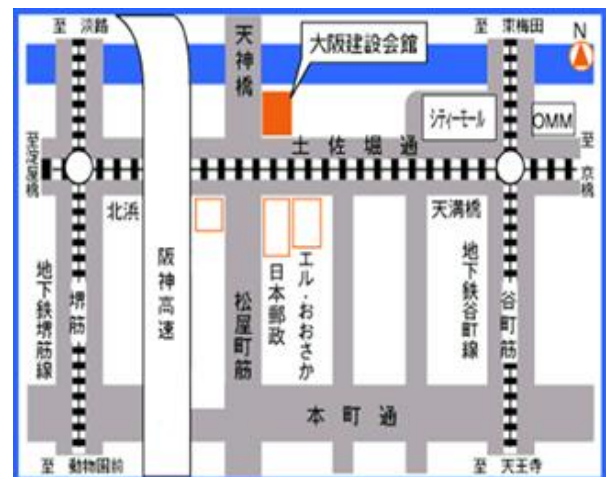 至 淡路
天神橋
大阪建設会館
至 東梅田
N
シティーモール
OMM
至淀屋橋
土佐堀通
至京橋
北浜
天満橋
阪神高速
地下鉄堺筋線
堺筋
松屋町筋
日本郵政
エル・おおさか
地下鉄谷町線
谷町筋
本町通
至 動物園前
至 天王寺